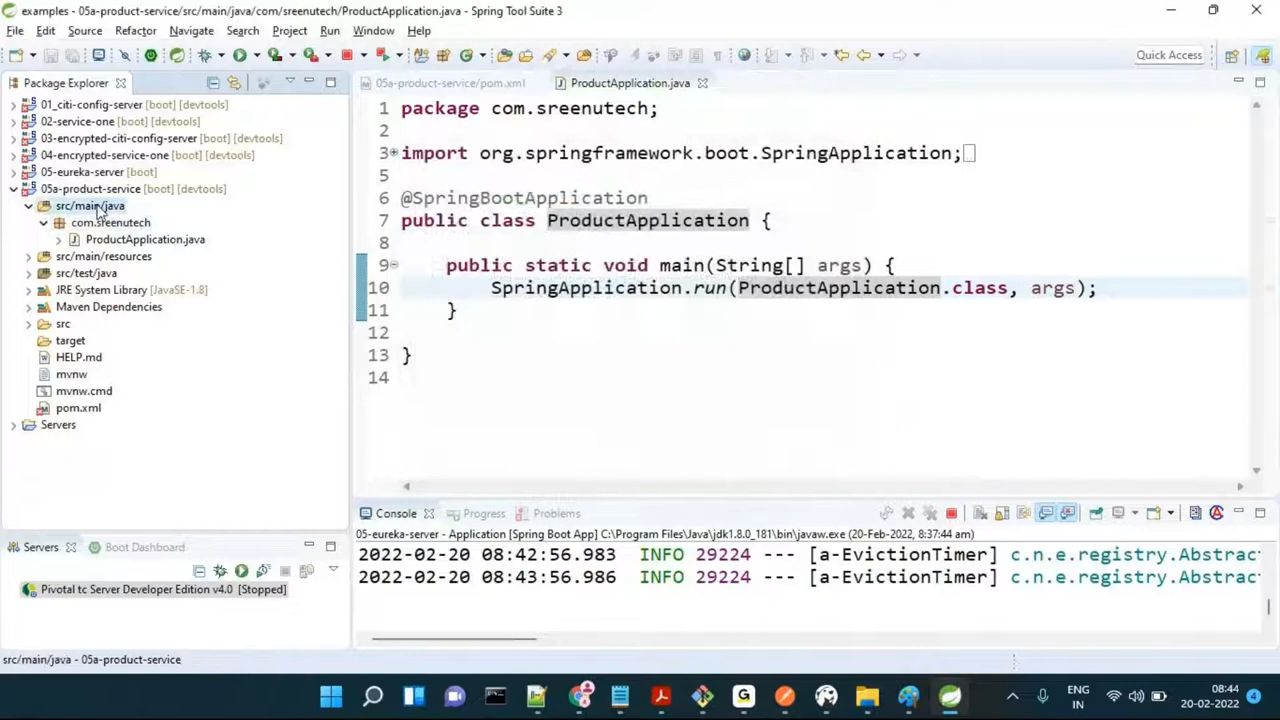 examples - 05a-product-service/src/main/java/com/sreenutech/ProductApplication.java - Spring Tool Suite 3
File Edit Source Refactor Navigate Search Project Run Window Help
Quick Access
Package Explorer
01_citi-config-server [boot] [devtools]
02-service-one [boot] [devtools]
03-encrypted-citi-config-server [boot] [devtools]
04-encrypted-service-one [boot] [devtools]
05-eureka-server [boot]
05a-product-service [boot] [devtools]
src/main/java
com.sreenutech
ProductApplication.java
src/main/resources
src/test/java
JRE System Library [JavaSE-1.8]
Maven Dependencies
src
target
HELP.md
mvnw
mvnw.cmd
pom.xml
Servers
05a-product-service/pom.xml
ProductApplication.java
1 package com.sreenutech;
2
3 import org.springframework.boot.SpringApplication;
5
6 @SpringBootApplication
7 public class ProductApplication {
8
9 public static void main(String[] args) {
10 SpringApplication.run(ProductApplication.class, args);
11 }
12
13 }
14
Servers Boot Dashboard
Pivotal tc Server Developer Edition v4.0 [Stopped]
Console Progress Problems
05-eureka-server - Application [Spring Boot App] C:\Program Files\Java\jdk1.8.0_181\bin\javaw.exe (20-Feb-2022, 8:37:44 am)
2022-02-20 08:42:56.983 INFO 29224 --- [a-EvictionTimer] c.n.e.registry.Abstrac
2022-02-20 08:43:56.986 INFO 29224 --- [a-EvictionTimer] c.n.e.registry.Abstrac
src/main/java - 05a-product-service
ENG
IN
08:44
20-02-2022
4